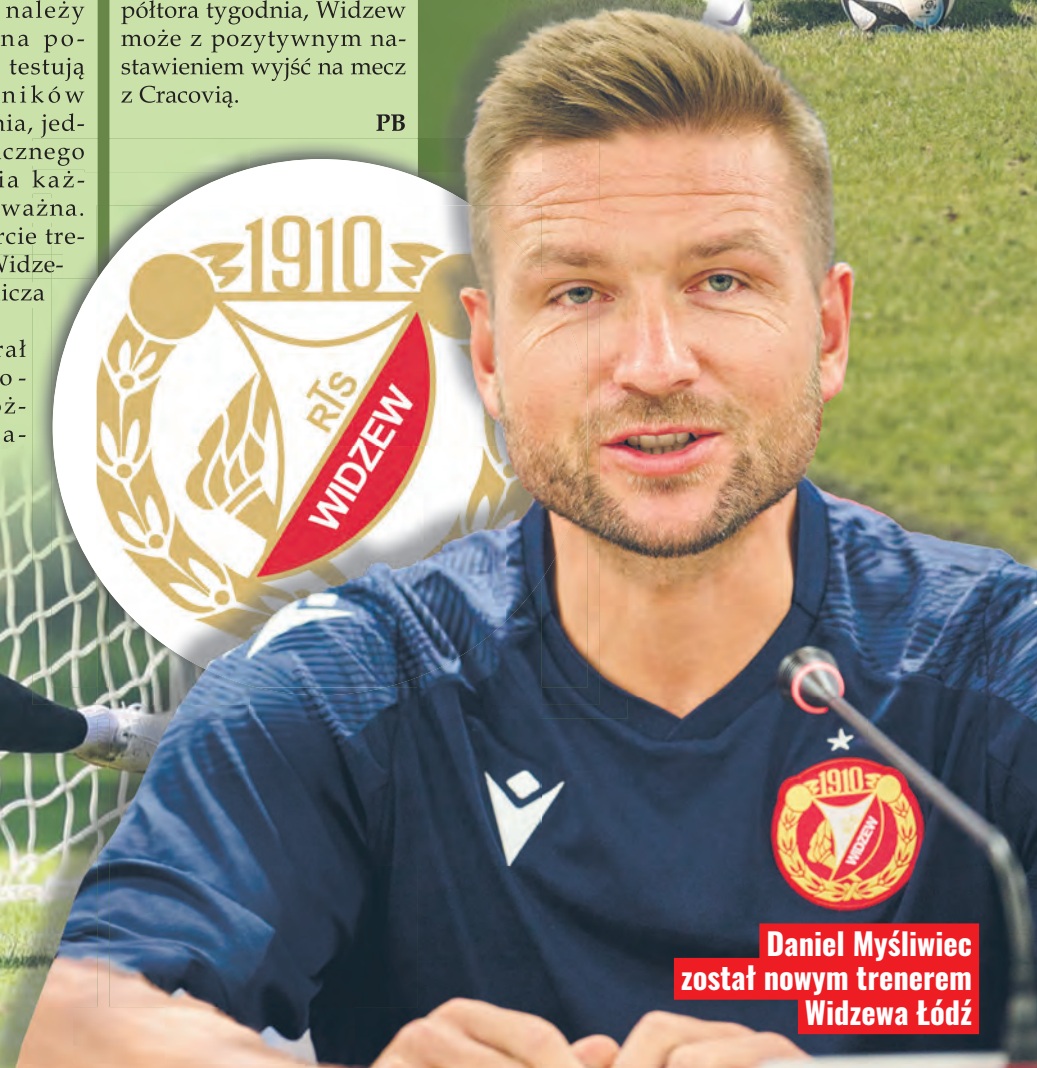 należy
na po-
testują
ników
nia, jed-
cznego
ia każ-
ważna.
rcie tre-
Widze-
icza
rał
o-
oż-
a-
półtora tygodnia, Widzew
może z pozytywnym na-
stawieniem wyjść na mecz
z Cracovią.
PB
1910
RTS
WIDZEW
1910
WIDZEW
Daniel Myśliwiec
został nowym trenerem
Widzewa Łódź